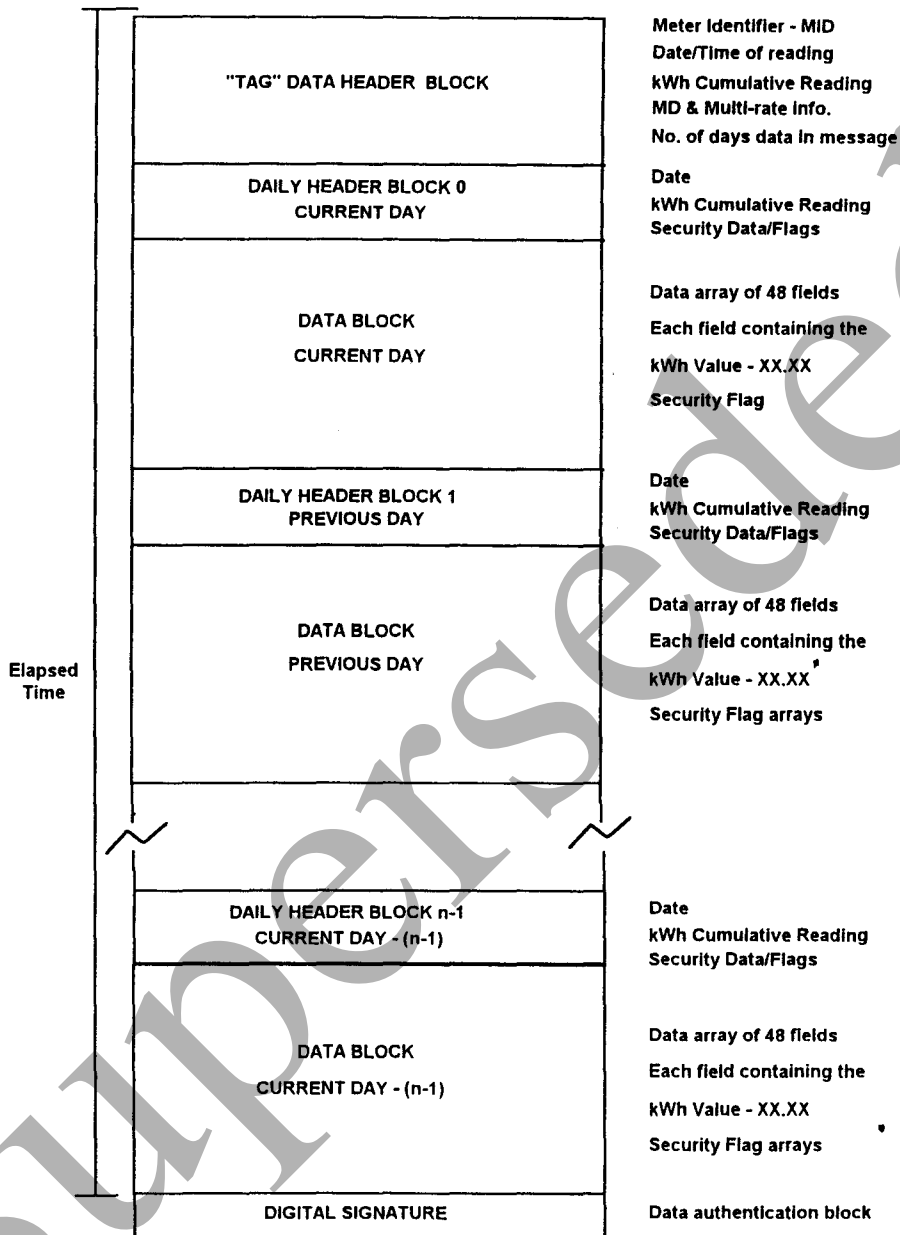 Meter Identifier - MID
Date/Time of reading
"TAG" DATA HEADER BLOCK
kWh Cumulative Reading
MD & Multi-rate info.
No. of days data in message
DAILY HEADER BLOCK 0
CURRENT DAY
Date
kWh Cumulative Reading
Security Data/Flags
DATA BLOCK
CURRENT DAY
Data array of 48 fields
Each field containing the
kWh Value - XX.XX
Security Flag
DAILY HEADER BLOCK 1
PREVIOUS DAY
Date
kWh Cumulative Reading
Security Data/Flags
DATA BLOCK
PREVIOUS DAY
Data array of 48 fields
Each field containing the
kWh Value - XX.XX
Security Flag arrays
Elapsed
Time
DAILY HEADER BLOCK n-1
CURRENT DAY - (n-1)
Date
kWh Cumulative Reading
Security Data/Flags
DATA BLOCK
CURRENT DAY - (n-1)
Data array of 48 fields
Each field containing the
kWh Value - XX.XX
Security Flag arrays
DIGITAL SIGNATURE
Data authentication block
Superseded